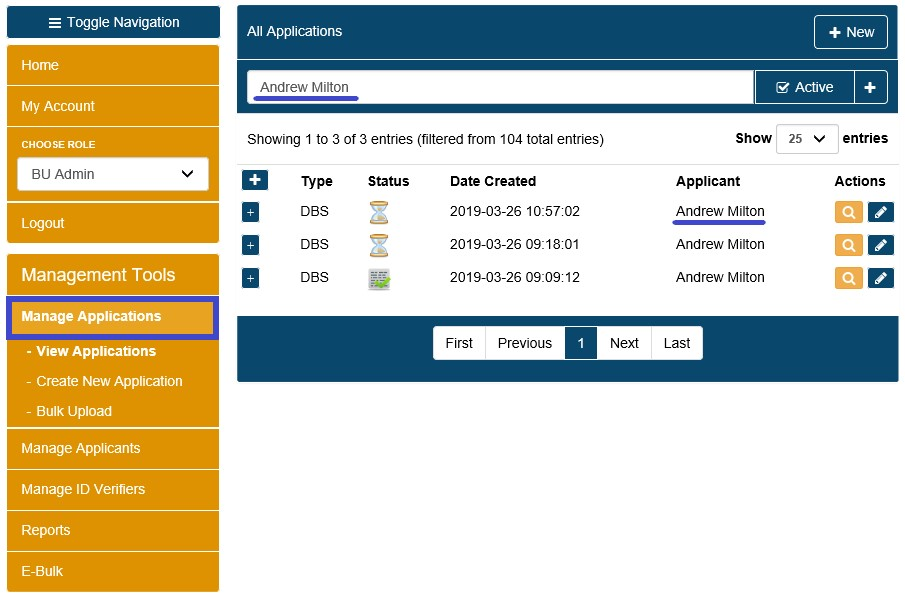 Toggle Navigation
Home
My Account
CHOOSE ROLE
BU Admin
Logout
Management Tools
Manage Applications
- View Applications
- Create New Application
- Bulk Upload
Manage Applicants
Manage ID Verifiers
Reports
E-Bulk
All Applications
+ New
Andrew Milton
Active +
Showing 1 to 3 of 3 entries (filtered from 104 total entries)
Show 25 entries
+ Type Status Date Created Applicant Actions
+ DBS 2019-03-26 10:57:02 Andrew Milton
+ DBS 2019-03-26 09:18:01 Andrew Milton
+ DBS 2019-03-26 09:09:12 Andrew Milton
First Previous 1 Next Last